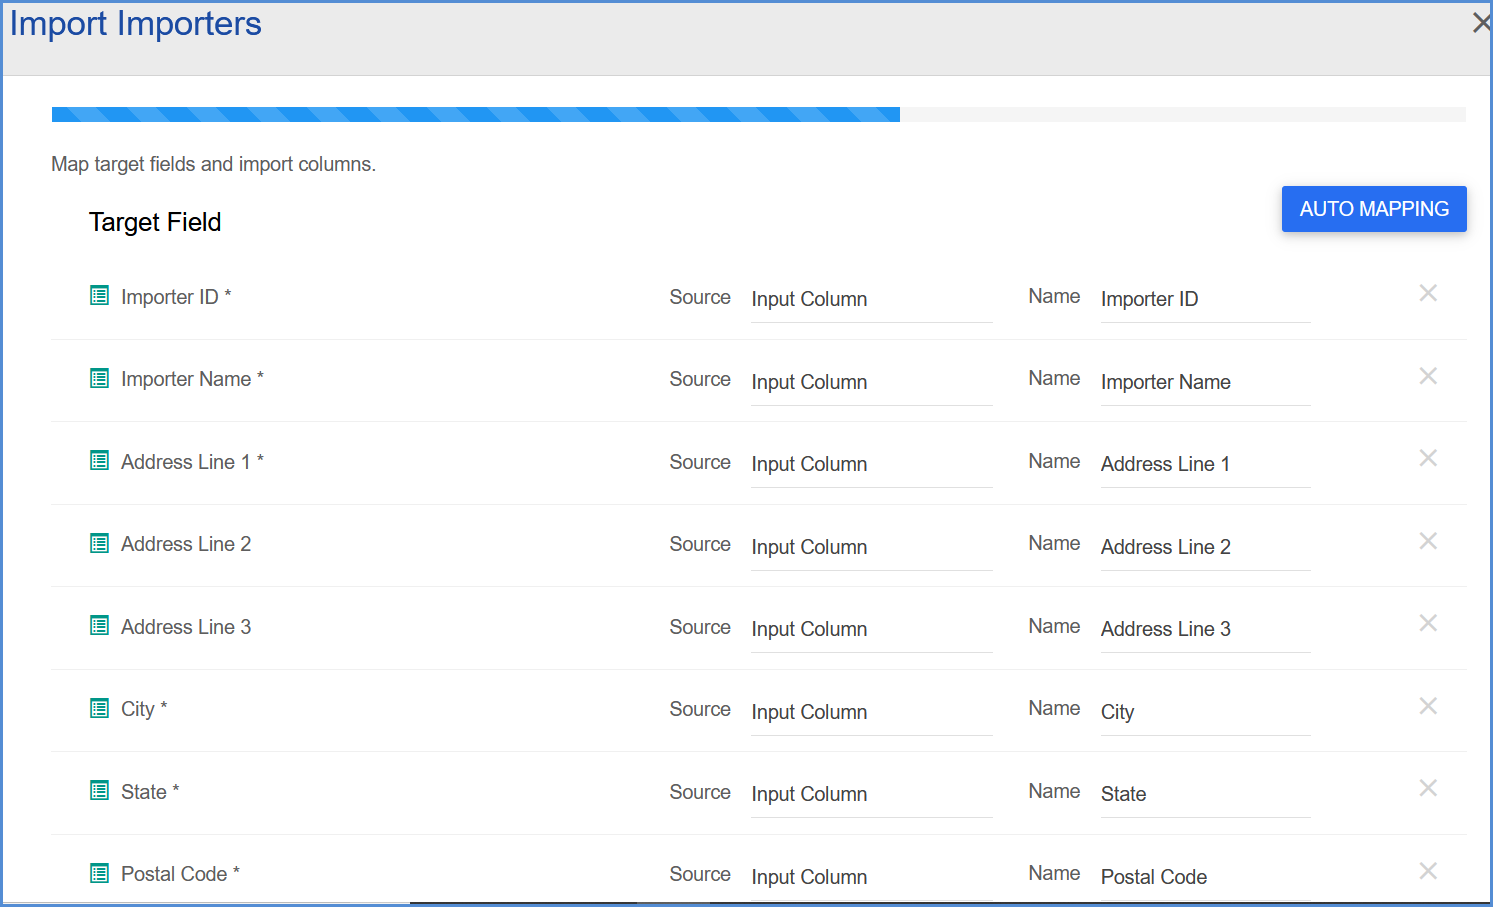 Import Importers
Map target fields and import columns.
AUTO MAPPING
Target Field
Importer ID * Source Input Column Name Importer ID
Importer Name * Source Input Column Name Importer Name
Address Line 1 * Source Input Column Name Address Line 1
Address Line 2 Source Input Column Name Address Line 2
Address Line 3 Source Input Column Name Address Line 3
City * Source Input Column Name City
State * Source Input Column Name State
Postal Code * Source Input Column Name Postal Code